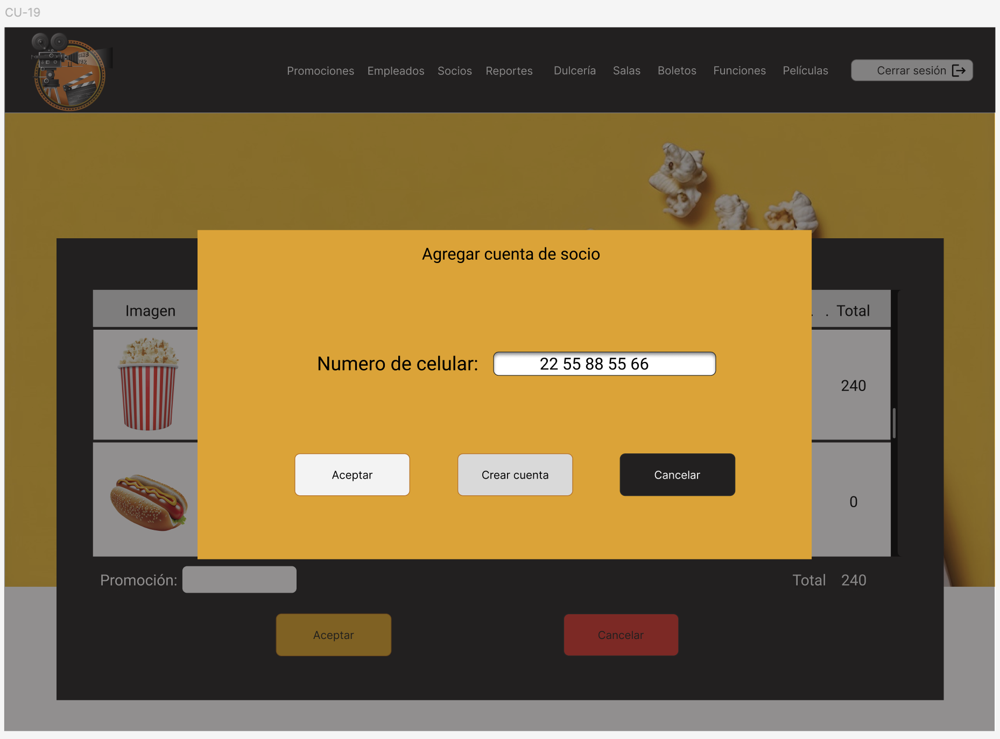 CU-19
Promociones Empleados Socios Reportes Dulcería Salas Boletos Funciones Películas Cerrar sesión
Agregar cuenta de socio
Imagen . . Total
Numero de celular: 22 55 88 55 66
240
Aceptar Crear cuenta Cancelar
0
Promoción: Total 240
Aceptar Cancelar